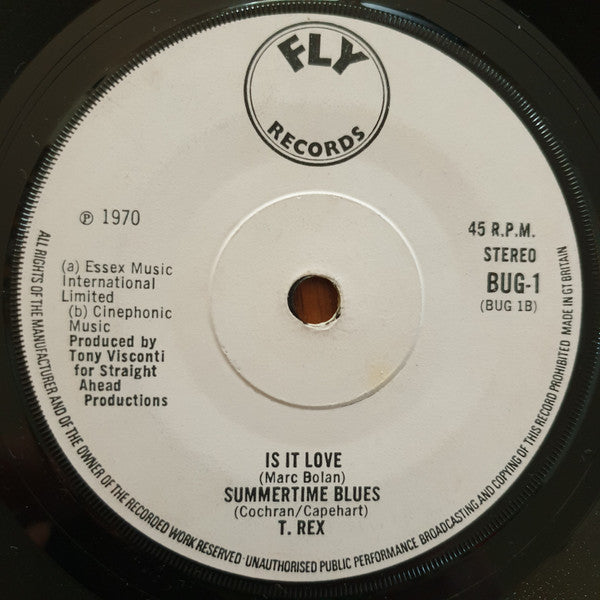 FLY
RECORDS
℗ 1970
45 R.P.M.
STEREO
BUG-1
(BUG 1B)
(a) Essex Music
International
Limited
(b) Cinephonic
Music
Produced by
Tony Visconti
for Straight
Ahead
Productions
IS IT LOVE
(Marc Bolan)
SUMMERTIME BLUES
(Cochran/Capehart)
T. REX
ALL RIGHTS OF THE MANUFACTURER AND OF THE OWNER OF THE RECORDED WORK RESERVED · UNAUTHORISED PUBLIC PERFORMANCE BROADCASTING AND COPYING OF THIS RECORD PROHIBITED MADE IN GT BRITAIN